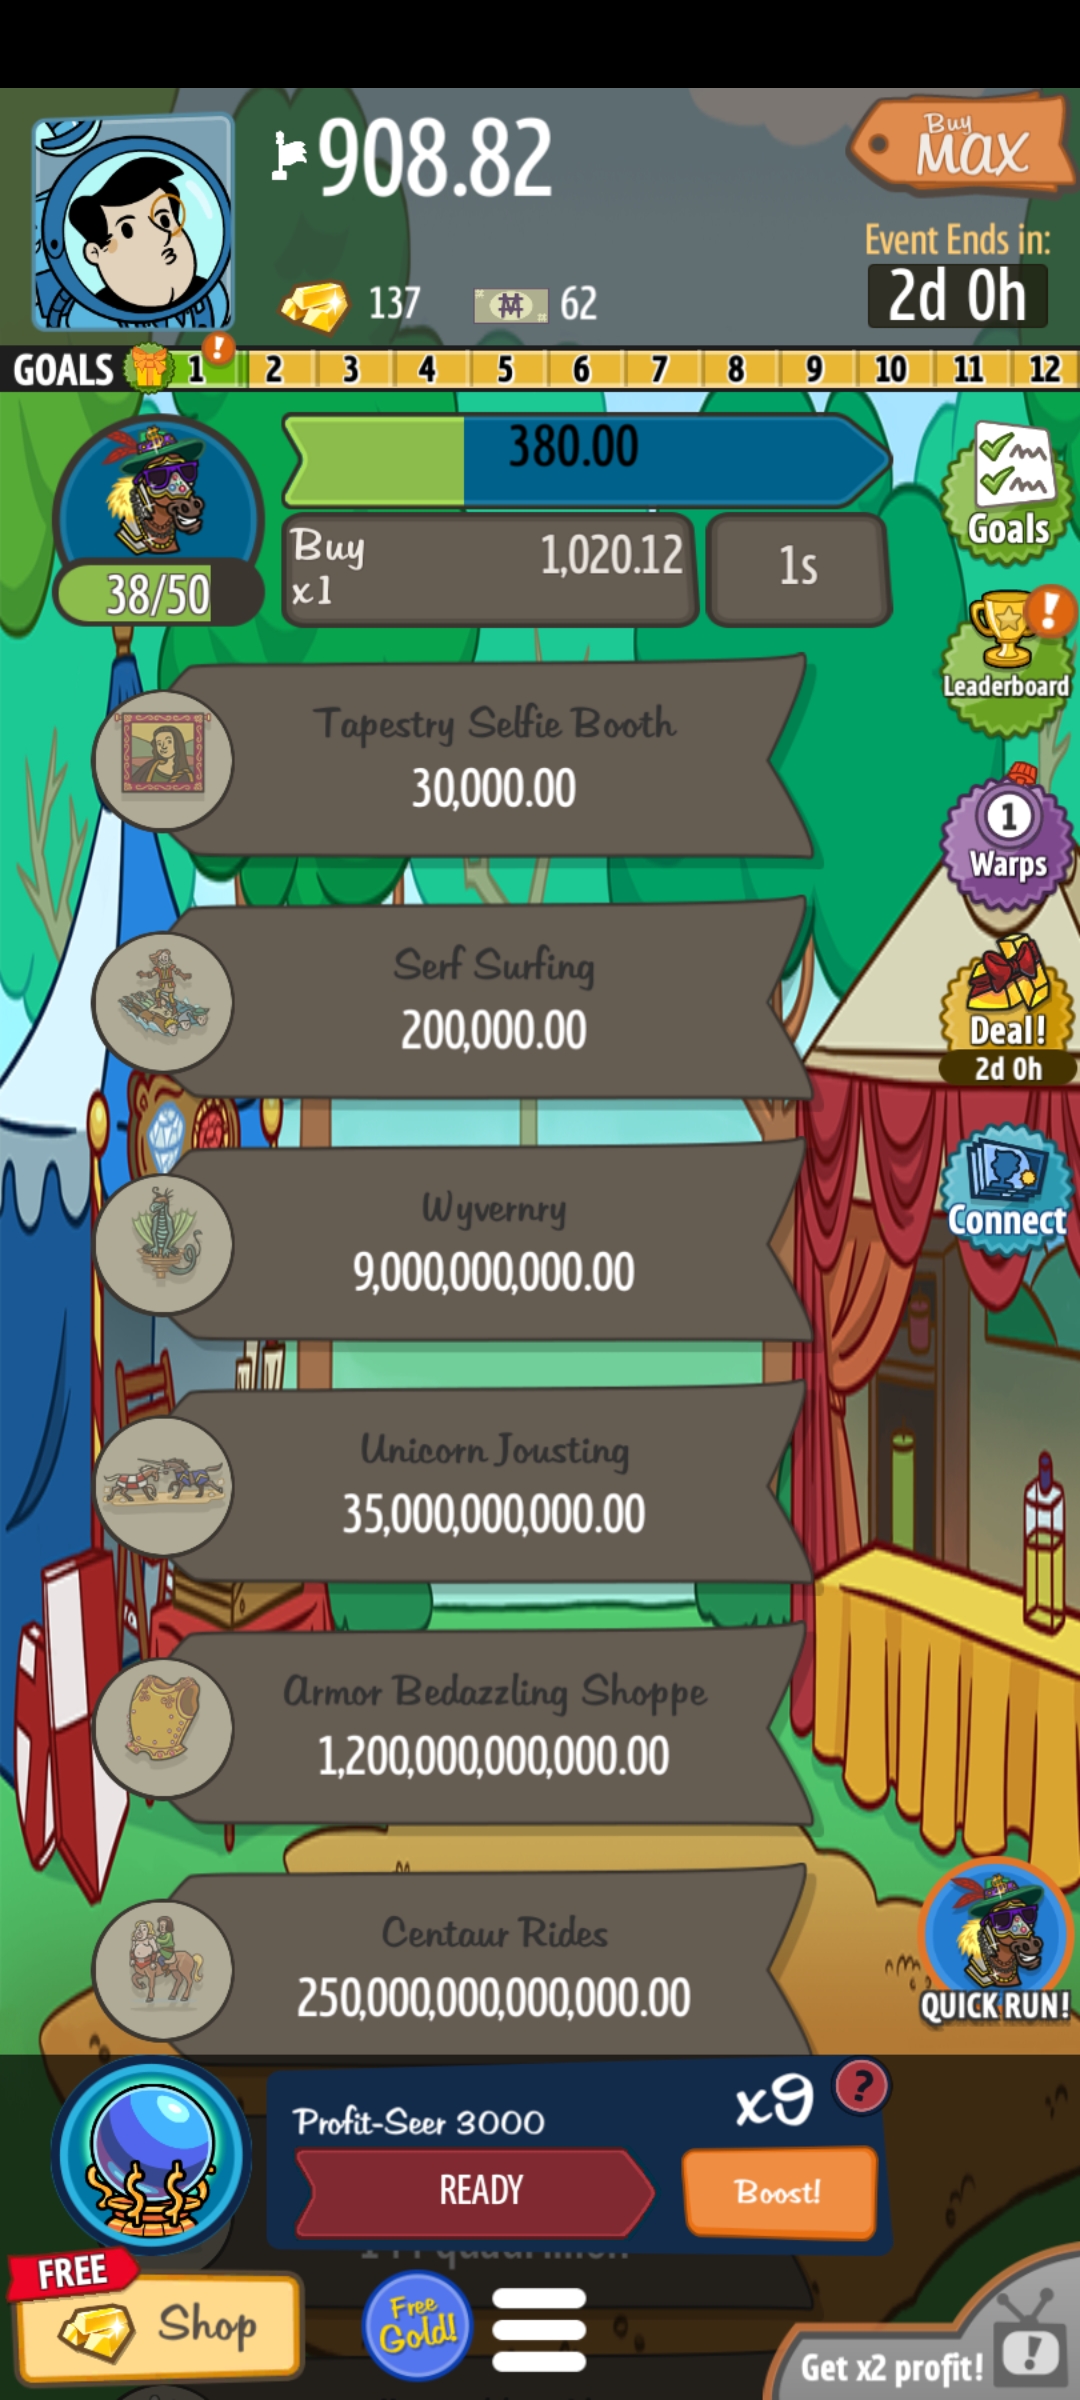 908.82
Buy
MAX
137
62
Event Ends in:
2d 0h
GOALS 1 ! 2 3 4 5 6 7 8 9 10 11 12
380.00
Goals
38/50
Buy
x1
1,020.12
1s
!
Leaderboard
Tapestry Selfie Booth
30,000.00
1
Warps
Serf Surfing
200,000.00
Deal!
2d 0h
Wyvernry
9,000,000,000.00
Connect
Unicorn Jousting
35,000,000,000.00
Armor Bedazzling Shoppe
1,200,000,000,000.00
Centaur Rides
250,000,000,000,000.00
QUICK RUN!
Profit-Seer 3000
x9
?
READY
Boost!
FREE
Shop
Free
Gold!
Get x2 profit!
!